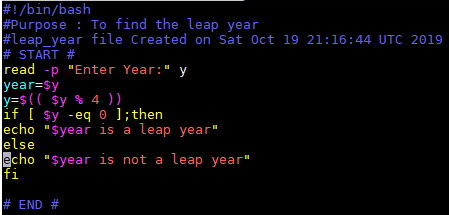 #!/bin/bash
#Purpose : To find the leap year
#leap_year file Created on Sat Oct 19 21:16:44 UTC 2019
# START #
read -p "Enter Year:" y
year=$y
y=$(( $y % 4 ))
if [ $y -eq 0 ];then
echo "$year is a leap year"
else
echo "$year is not a leap year"
fi
# END #